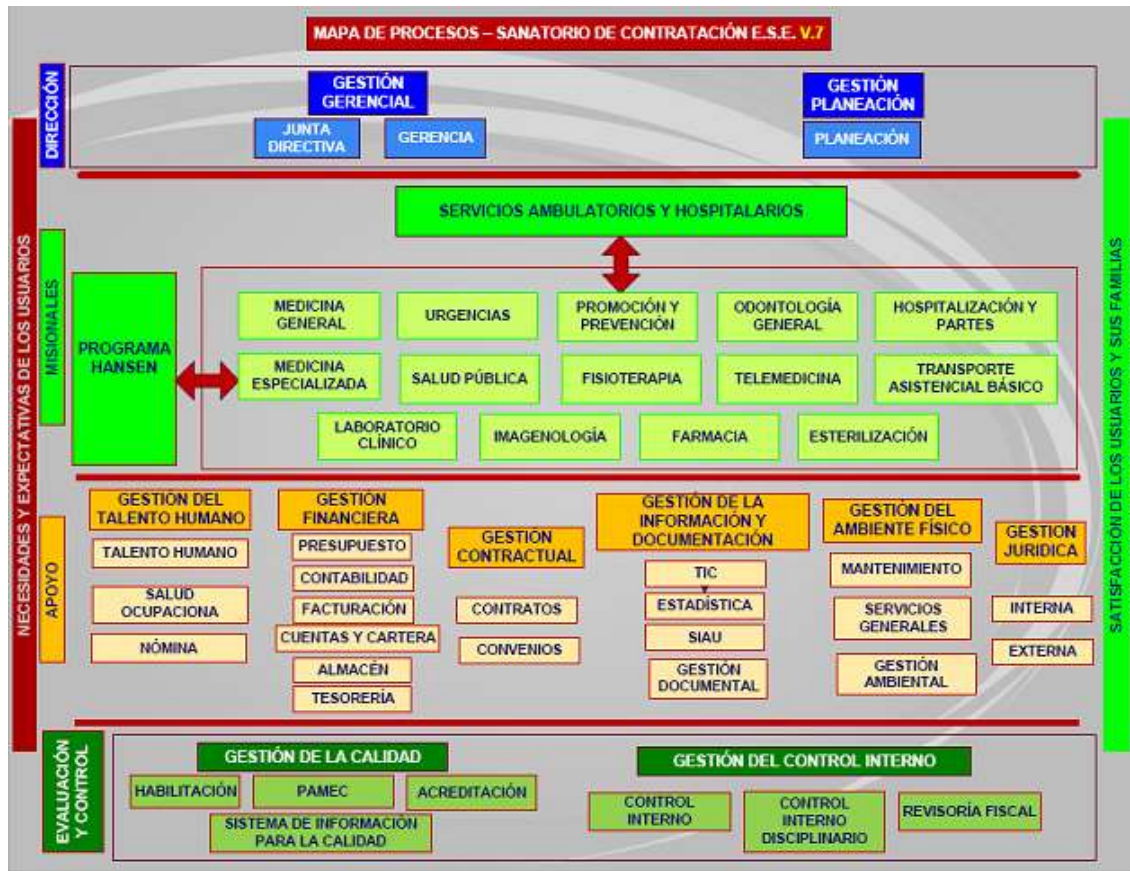 MAPA DE PROCESOS – SANATORIO DE CONTRATACIÓN E.S.E. V.7
DIRECCIÓN
GESTIÓN
GERENCIAL
JUNTA
DIRECTIVA
GERENCIA
GESTIÓN
PLANEACIÓN
PLANEACIÓN
NECESIDADES Y EXPECTATIVAS DE LOS USUARIOS
MISIONALES
SERVICIOS AMBULATORIOS Y HOSPITALARIOS
PROGRAMA
HANSEN
MEDICINA
GENERAL
URGENCIAS
PROMOCIÓN Y
PREVENCIÓN
ODONTOLOGÍA
GENERAL
HOSPITALIZACIÓN Y
PARTES
MEDICINA
ESPECIALIZADA
SALUD PÚBLICA
FISIOTERAPIA
TELEMEDICINA
TRANSPORTE
ASISTENCIAL BÁSICO
LABORATORIO
CLÍNICO
IMAGENOLOGÍA
FARMACIA
ESTERILIZACIÓN
APOYO
GESTIÓN DEL
TALENTO HUMANO
TALENTO HUMANO
SALUD
OCUPACIONA
NÓMINA
GESTIÓN
FINANCIERA
PRESUPUESTO
CONTABILIDAD
FACTURACIÓN
CUENTAS Y CARTERA
ALMACÉN
TESORERÍA
GESTIÓN
CONTRACTUAL
CONTRATOS
CONVENIOS
GESTIÓN DE LA
INFORMACIÓN Y
DOCUMENTACIÓN
TIC
ESTADÍSTICA
SIAU
GESTIÓN
DOCUMENTAL
GESTIÓN DEL
AMBIENTE FÍSICO
MANTENIMIENTO
SERVICIOS
GENERALES
GESTIÓN
AMBIENTAL
GESTION
JURIDICA
INTERNA
EXTERNA
SATISFACCION DE LOS USUARIOS Y SUS FAMILIAS
EVALUACIÓN
Y CONTROL
GESTIÓN DE LA CALIDAD
HABILITACIÓN
PAMEC
ACREDITACIÓN
SISTEMA DE INFORMACIÓN
PARA LA CALIDAD
GESTIÓN DEL CONTROL INTERNO
CONTROL
INTERNO
CONTROL
INTERNO
DISCIPLINARIO
REVISORÍA FISCAL